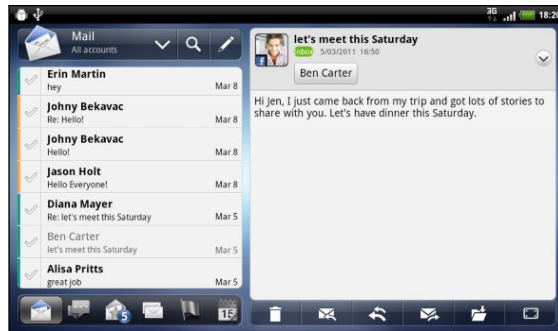 3G
18:20
Mail
All accounts
Erin Martin
hey
Mar 8
Johny Bekavac
Re: Hello!
Mar 8
Johny Bekavac
Hello!
Mar 8
Jason Holt
Hello Everyone!
Mar 8
Diana Mayer
Re: let's meet this Saturday
Mar 5
Ben Carter
let's meet this Saturday
Mar 5
Alisa Pritts
great job
Mar 5
5
15
let's meet this Saturday
Inbox 5/03/2011 16:50
Ben Carter
Hi Jen, I just came back from my trip and got lots of stories to
share with you. Let's have dinner this Saturday.